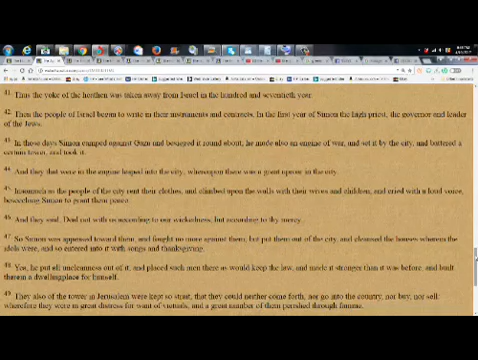 41. Thus the yoke of the heathen was taken away from Israel in the hundred and seventieth year.
42. Then the people of Israel began to write in their instruments and contracts, In the first year of Simon the high priest, the governor and leader
of the Jews.
43. In those days Simon camped against Gaza and besieged it round about; he made also an engine of war, and set it by the city, and battered a
certain tower, and took it.
44. And they that were in the engine leaped into the city; whereupon there was a great uproar in the city:
45. Insomuch as the people of the city rent their clothes, and climbed upon the walls with their wives and children, and cried with a loud voice,
beseeching Simon to grant them peace.
46. And they said, Deal not with us according to our wickedness, but according to thy mercy.
47. So Simon was appeased toward them, and fought no more against them, but put them out of the city, and cleansed the houses wherein the
idols were, and so entered into it with songs and thanksgiving.
48. Yea, he put all uncleanness out of it, and placed such men there as would keep the law, and made it stronger than it was before, and built
therein a dwellingplace for himself.
49. They also of the tower in Jerusalem were kept so strait, that they could neither come forth, nor go into the country, nor buy, nor sell:
wherefore they were in great distress for want of victuals, and a great number of them perished through famine.